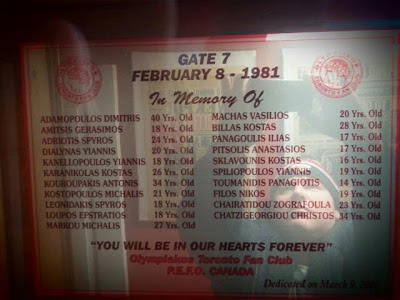 GATE 7
FEBRUARY 8 - 1981
In Memory Of
ADAMOPOULOS DIMITRIS 40 Yrs. Old
AMITSIS GERASIMOS 18 Yrs. Old
ADRIOTIS SPYROS 24 Yrs. Old
DIALYNAS YIANNIS 20 Yrs. Old
KANELLOPOULOS YIANNIS 18 Yrs. Old
KARANIKOLAS KOSTAS 26 Yrs. Old
KOUROUPAKIS ANTONIS 34 Yrs. Old
KOSTOPOULOS MICHALIS 21 Yrs. Old
LEONIDAKIS SPYROS 18 Yrs. Old
LOUPOS EFSTRATIOS 18 Yrs. Old
MARKOU MICHALIS 27 Yrs. Old
MACHAS VASILIOS 20 Yrs. Old
BILLAS KOSTAS 28 Yrs. Old
PANAGOULIS ILIAS 17 Yrs. Old
PITSOLIS ANASTASIOS 17 Yrs. Old
SKLAVOUNIS KOSTAS 16 Yrs. Old
SPILIOPOULOS YIANNIS 19 Yrs. Old
TOUMANIDIS PANAGIOTIS 14 Yrs. Old
FILOS NIKOS 19 Yrs. Old
CHAIRATIDOU ZOGRAFOULA 23 Yrs. Old
CHATZIGEORGIOU CHRISTOS 34 Yrs. Old
"YOU WILL BE IN OUR HEARTS FOREVER"
Olympiakos Toronto Fan Club
P.E.F.O. CANADA
Dedicated on March 9,